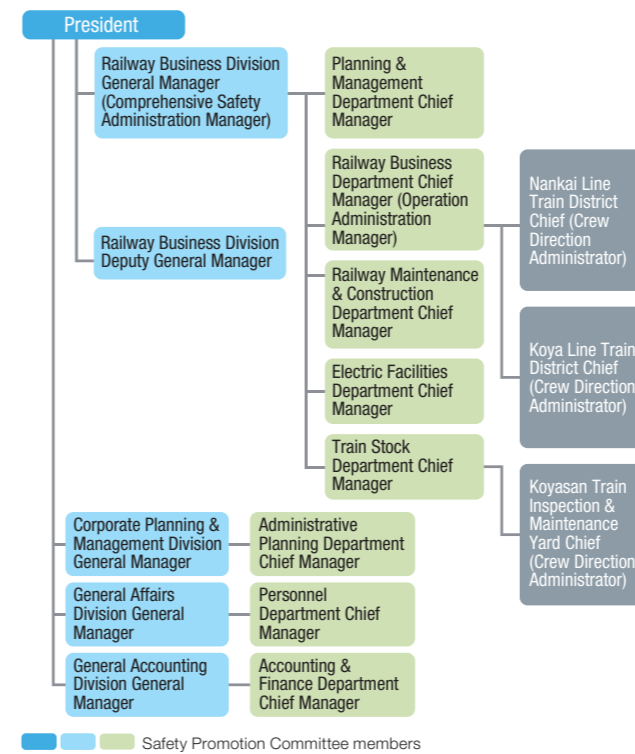 President
Railway Business Division
General Manager
(Comprehensive Safety
Administration Manager)
Planning &
Management
Department Chief
Manager
Railway Business
Department Chief
Manager (Operation
Administration
Manager)
Nankai Line
Train District
Chief (Crew
Direction
Administrator)
Railway Business Division
Deputy General Manager
Railway Maintenance
& Construction
Department Chief
Manager
Koya Line Train
District Chief
(Crew Direction
Administrator)
Electric Facilities
Department Chief
Manager
Train Stock
Department Chief
Manager
Koyasan Train
Inspection &
Maintenance
Yard Chief
(Crew Direction
Administrator)
Corporate Planning &
Management Division
General Manager
Administrative
Planning Department
Chief Manager
General Affairs
Division General
Manager
Personnel
Department Chief
Manager
General Accounting
Division General
Manager
Accounting &
Finance Department
Chief Manager
Safety Promotion Committee members